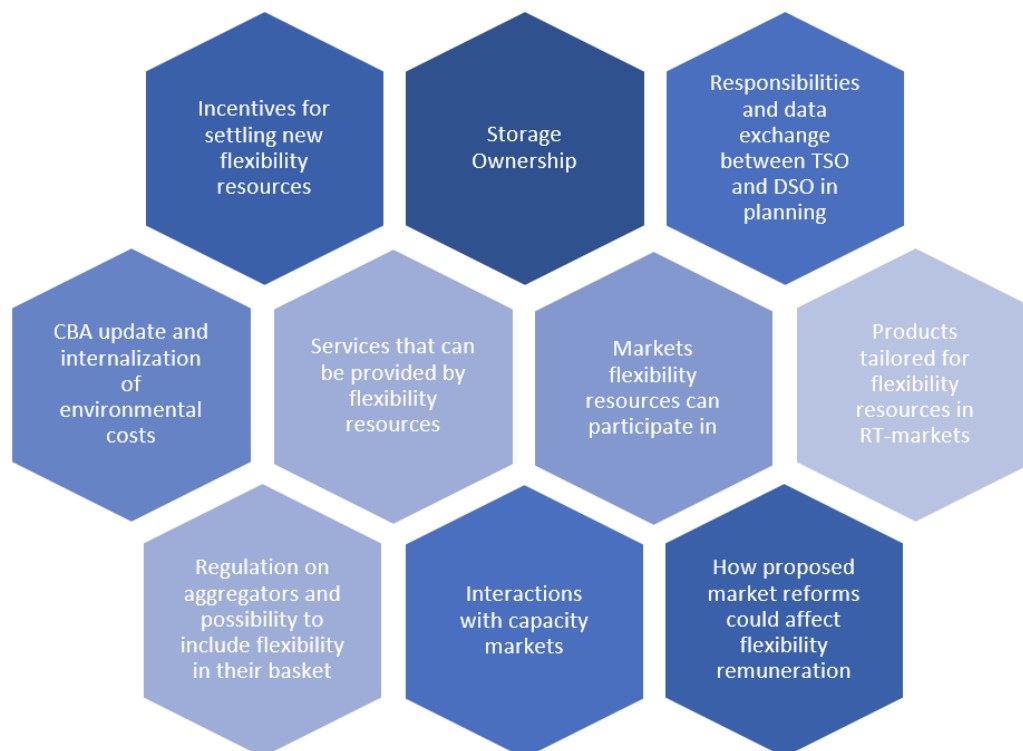 Incentives for
settling new
flexibility
resources
Storage
Ownership
Responsibilities
and data
exchange
between TSO
and DSO in
planning
CBA update and
internalization
of
environmental
costs
Services that can
be provided by
flexibility
resources
Markets
flexibility
resources can
participate in
Products
tailored for
flexibility
resources in
RT-markets
Regulation on
aggregators and
possibility to
include flexibility
in their basket
Interactions
with capacity
markets
How proposed
market reforms
could affect
flexibility
remuneration